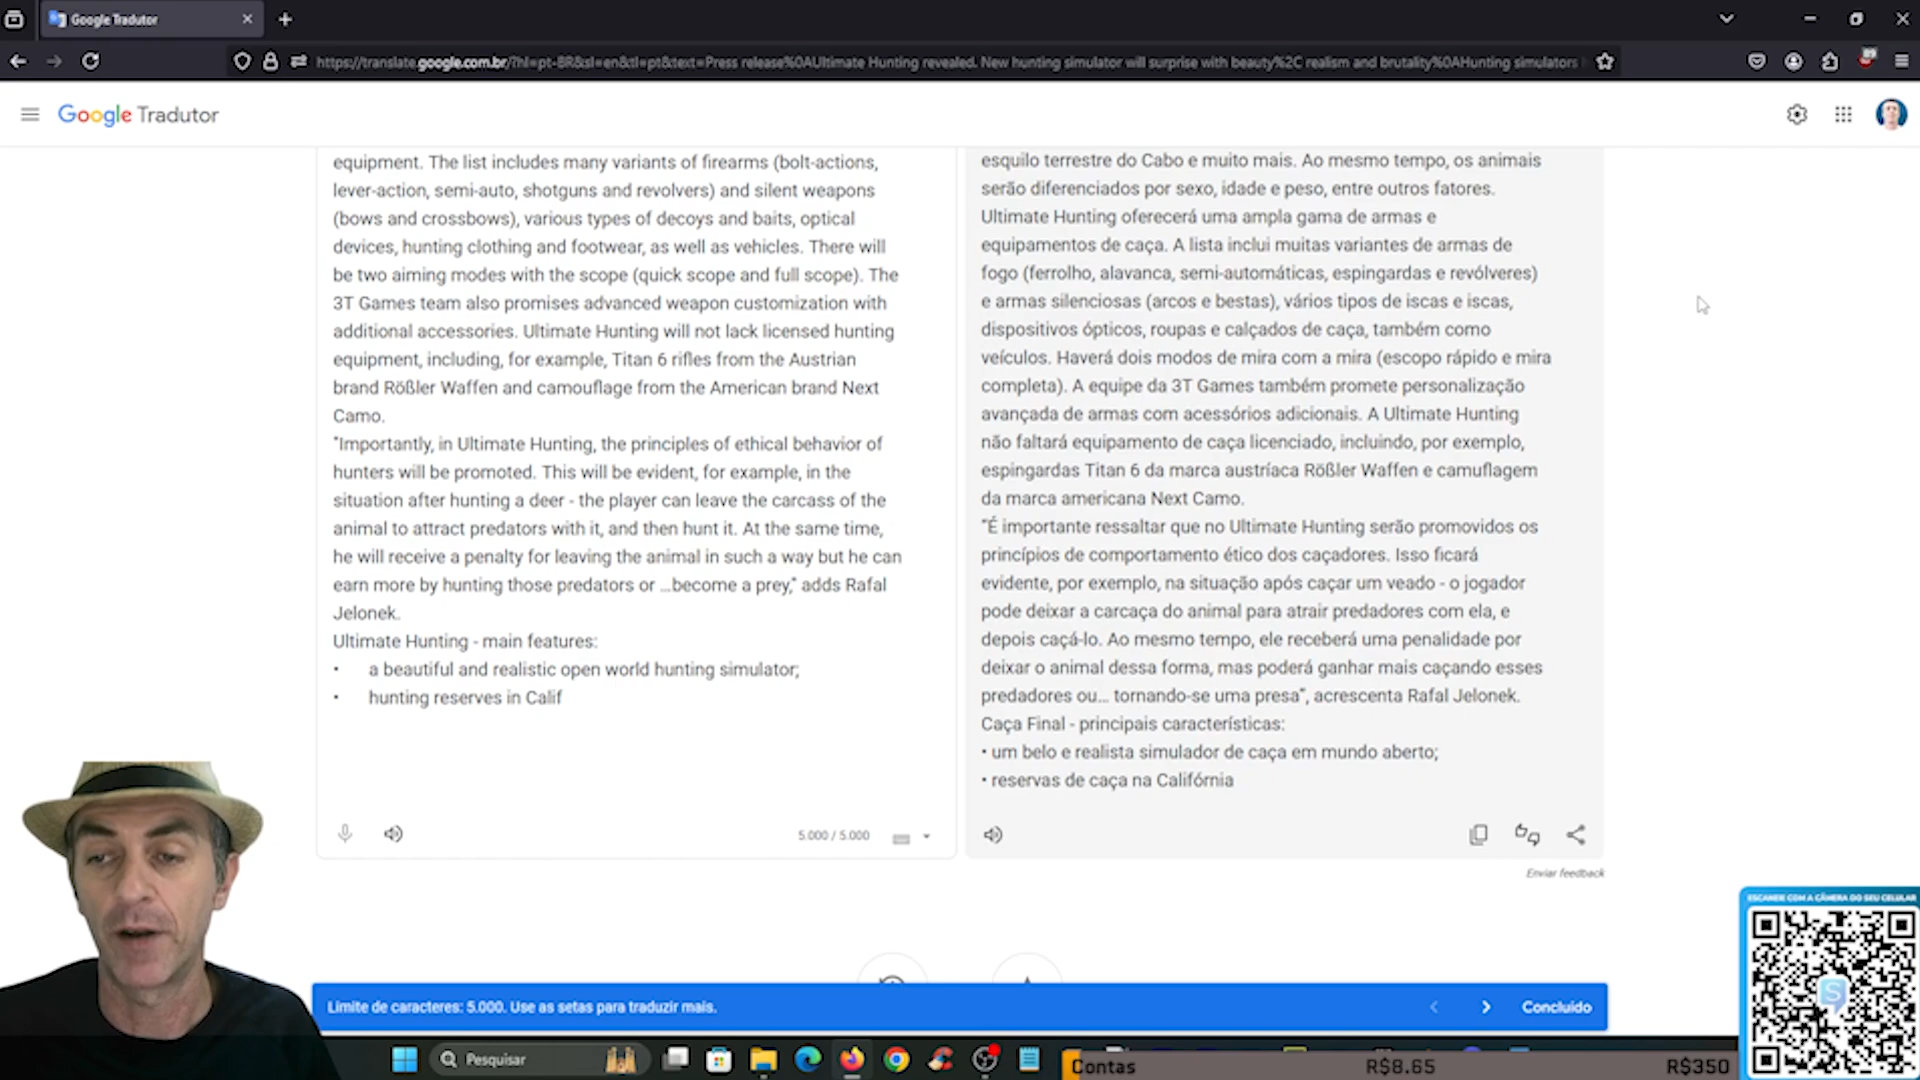 Google Tradutor
https://translate.google.com.br/?hl=pt-BR&sl=en&tl=pt&text=Press release%0AUltimate Hunting revealed. New hunting simulator will surprise with beauty%2C realism and brutality%0AHunting simulators
Google Tradutor
equipment. The list includes many variants of firearms (bolt-actions,
lever-action, semi-auto, shotguns and revolvers) and silent weapons
(bows and crossbows), various types of decoys and baits, optical
devices, hunting clothing and footwear, as well as vehicles. There will
be two aiming modes with the scope (quick scope and full scope). The
3T Games team also promises advanced weapon customization with
additional accessories. Ultimate Hunting will not lack licensed hunting
equipment, including, for example, Titan 6 rifles from the Austrian
brand Rößler Waffen and camouflage from the American brand Next
Camo.
"Importantly, in Ultimate Hunting, the principles of ethical behavior of
hunters will be promoted. This will be evident, for example, in the
situation after hunting a deer - the player can leave the carcass of the
animal to attract predators with it, and then hunt it. At the same time,
he will receive a penalty for leaving the animal in such a way but he can
earn more by hunting those predators or ...become a prey," adds Rafal
Jelonek.
Ultimate Hunting - main features:
• a beautiful and realistic open world hunting simulator;
• hunting reserves in Calif
5.000 / 5.000
esquilo terrestre do Cabo e muito mais. Ao mesmo tempo, os animais
serão diferenciados por sexo, idade e peso, entre outros fatores.
Ultimate Hunting oferecerá uma ampla gama de armas e
equipamentos de caça. A lista inclui muitas variantes de armas de
fogo (ferrolho, alavanca, semi-automáticas, espingardas e revólveres)
e armas silenciosas (arcos e bestas), vários tipos de iscas e iscas,
dispositivos ópticos, roupas e calçados de caça, também como
veículos. Haverá dois modos de mira com a mira (escopo rápido e mira
completa). A equipe da 3T Games também promete personalização
avançada de armas com acessórios adicionais. A Ultimate Hunting
não faltará equipamento de caça licenciado, incluindo, por exemplo,
espingardas Titan 6 da marca austríaca Rößler Waffen e camuflagem
da marca americana Next Camo.
"É importante ressaltar que no Ultimate Hunting serão promovidos os
princípios de comportamento ético dos caçadores. Isso ficará
evidente, por exemplo, na situação após caçar um veado - o jogador
pode deixar a carcaça do animal para atrair predadores com ela, e
depois caçá-lo. Ao mesmo tempo, ele receberá uma penalidade por
deixar o animal dessa forma, mas poderá ganhar mais caçando esses
predadores ou... tornando-se uma presa", acrescenta Rafal Jelonek.
Caça Final - principais características:
• um belo e realista simulador de caça em mundo aberto;
• reservas de caça na Califórnia
Enviar feedback
Limite de caracteres: 5.000. Use as setas para traduzir mais.
Concluído
ESCANEIE COM A CÂMERA DO SEU CELULAR
Pesquisar
Contas R$8.65 R$350